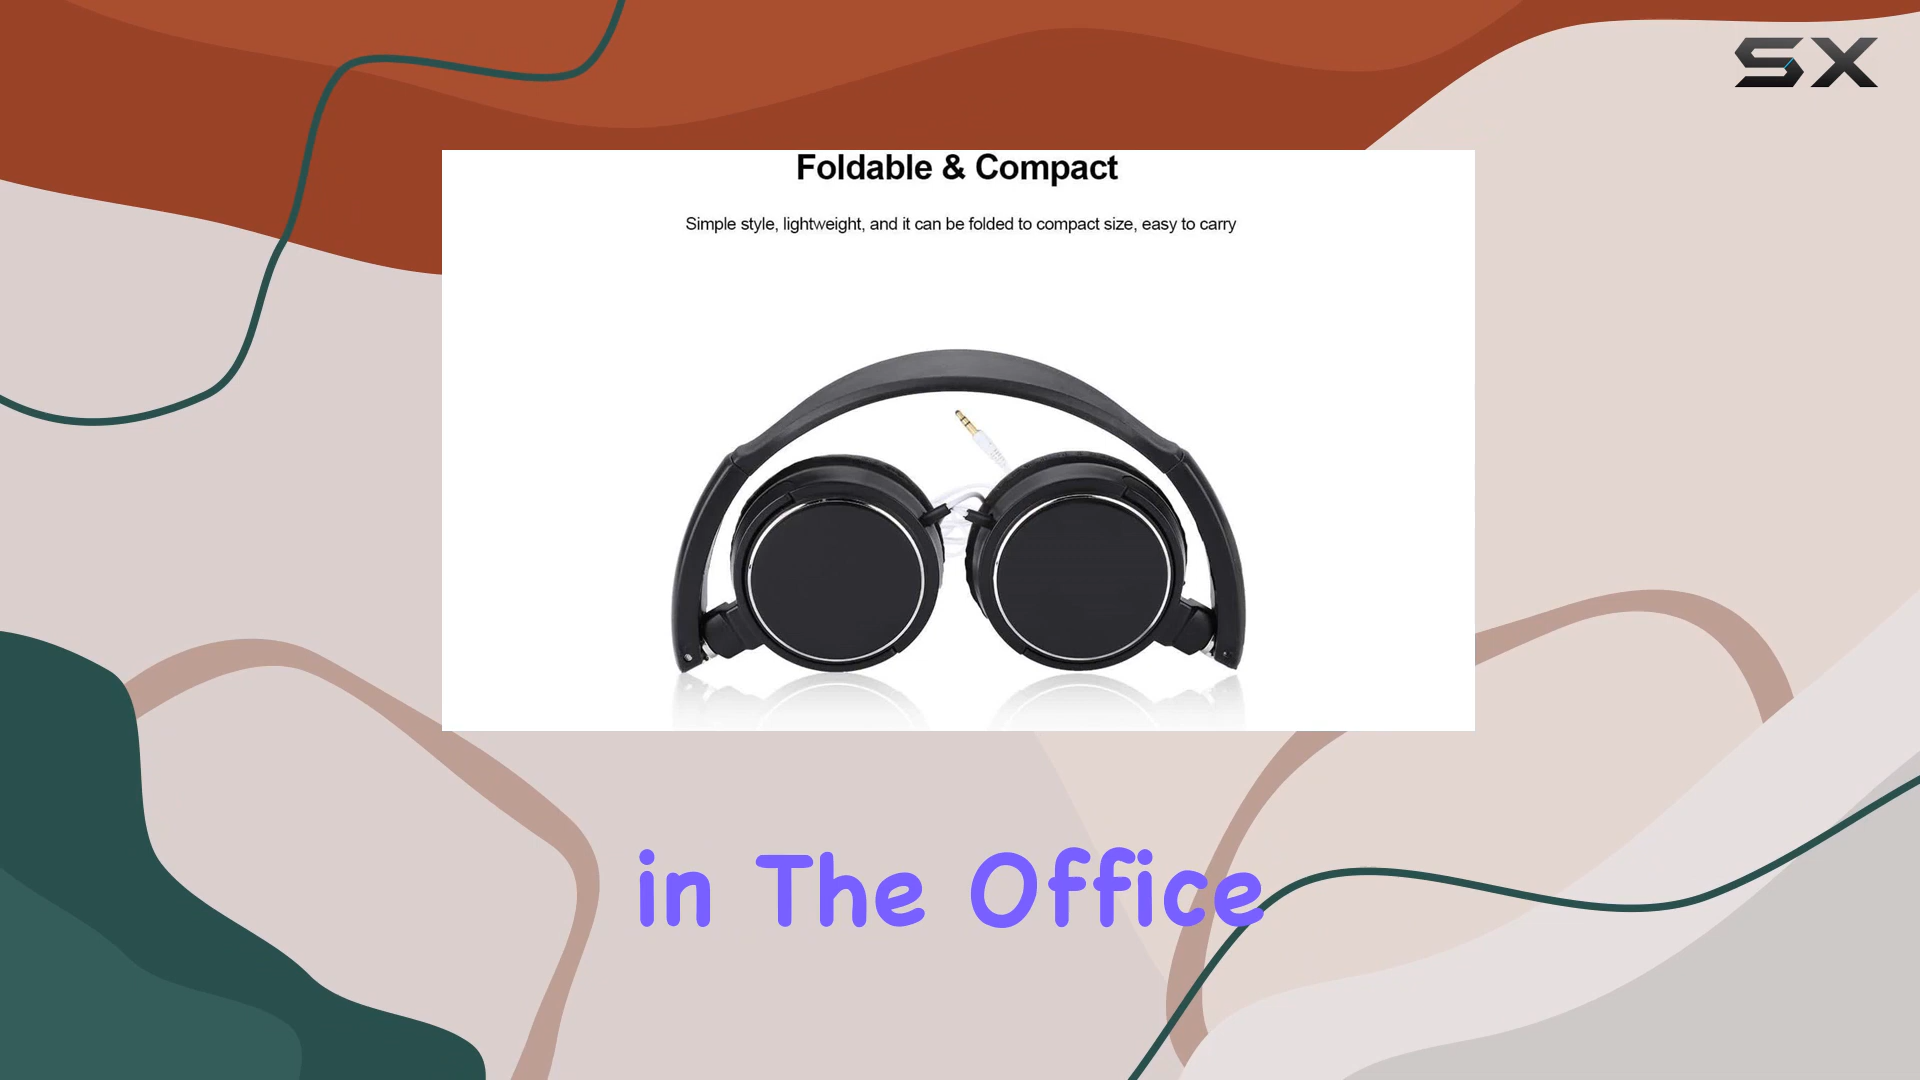 SX
Foldable & Compact
Simple style, lightweight, and it can be folded to compact size, easy to carry
in The Office